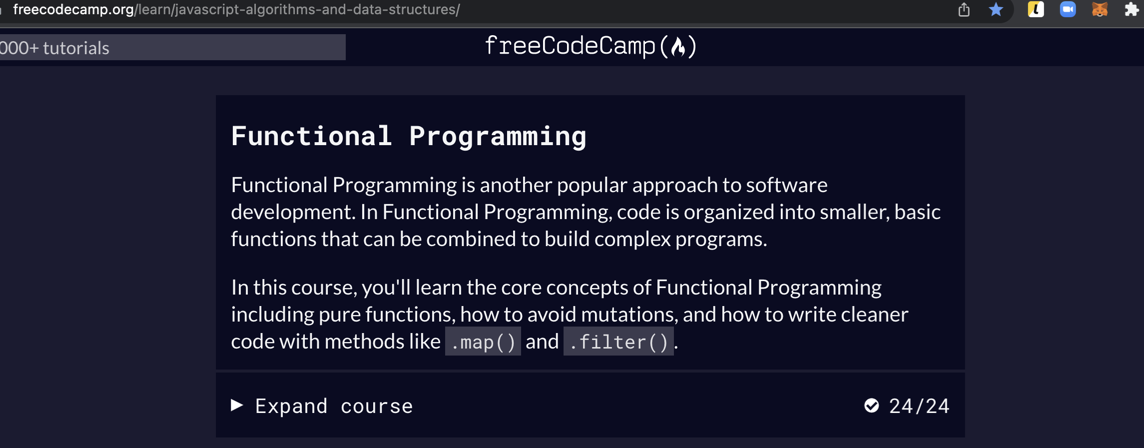 freecodecamp.org/learn/javascript-algorithms-and-data-structures/
000+ tutorials
freeCodeCamp
Functional Programming
Functional Programming is another popular approach to software
development. In Functional Programming, code is organized into smaller, basic
functions that can be combined to build complex programs.
In this course, you'll learn the core concepts of Functional Programming
including pure functions, how to avoid mutations, and how to write cleaner
code with methods like .map() and .filter().
Expand course 24/24